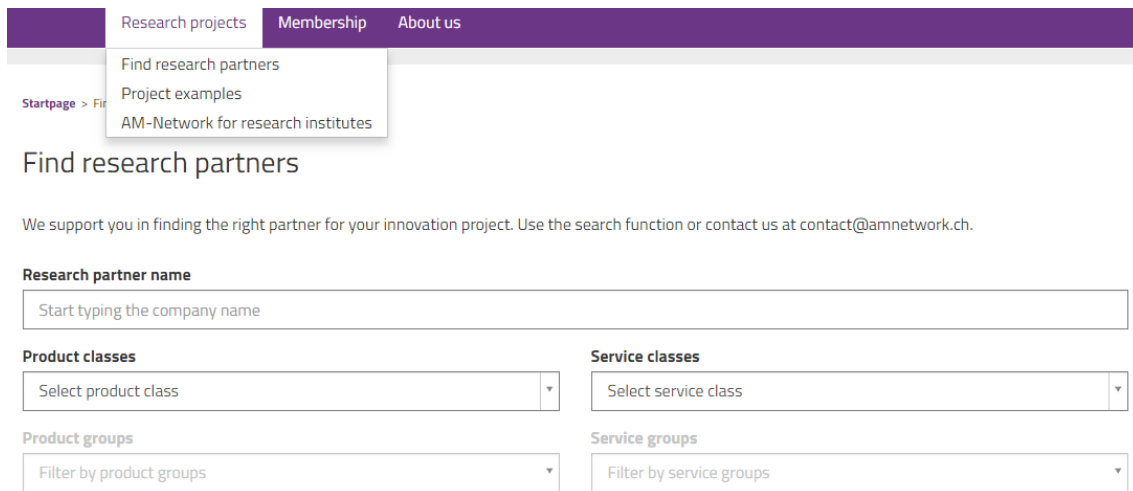 Research projects Membership About us
Find research partners
Project examples
AM-Network for research institutes
Startpage > Fi
Find research partners
We support you in finding the right partner for your innovation project. Use the search function or contact us at contact@amnetwork.ch.
Research partner name
Start typing the company name
Product classes Service classes
Select product class Select service class
Product groups Service groups
Filter by product groups Filter by service groups